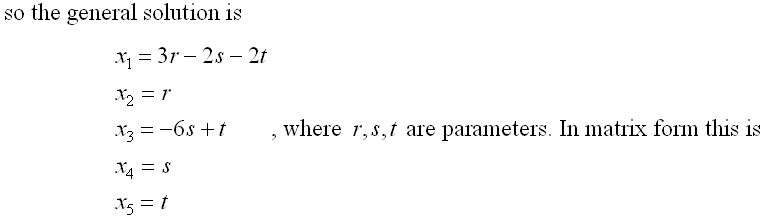 so the general solution is
x₁ = 3r − 2s − 2t
x₂ = r
x₃ = −6s + t , where r, s, t are parameters. In matrix form this is
x₄ = s
x₅ = t